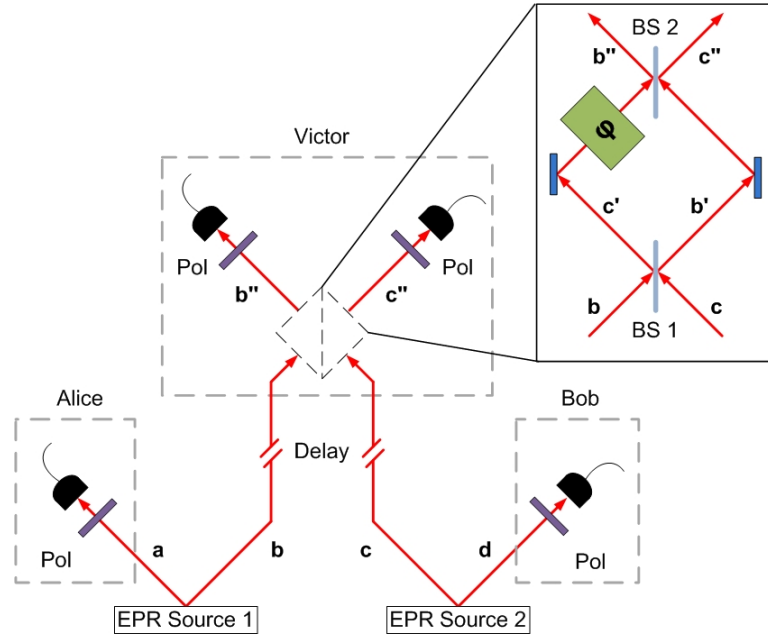 BS 2
b"
c"
φ
c'
b'
b
c
BS 1
Victor
Pol
Pol
b"
c"
Alice
Bob
Delay
Pol
a
b
c
d
Pol
EPR Source 1
EPR Source 2